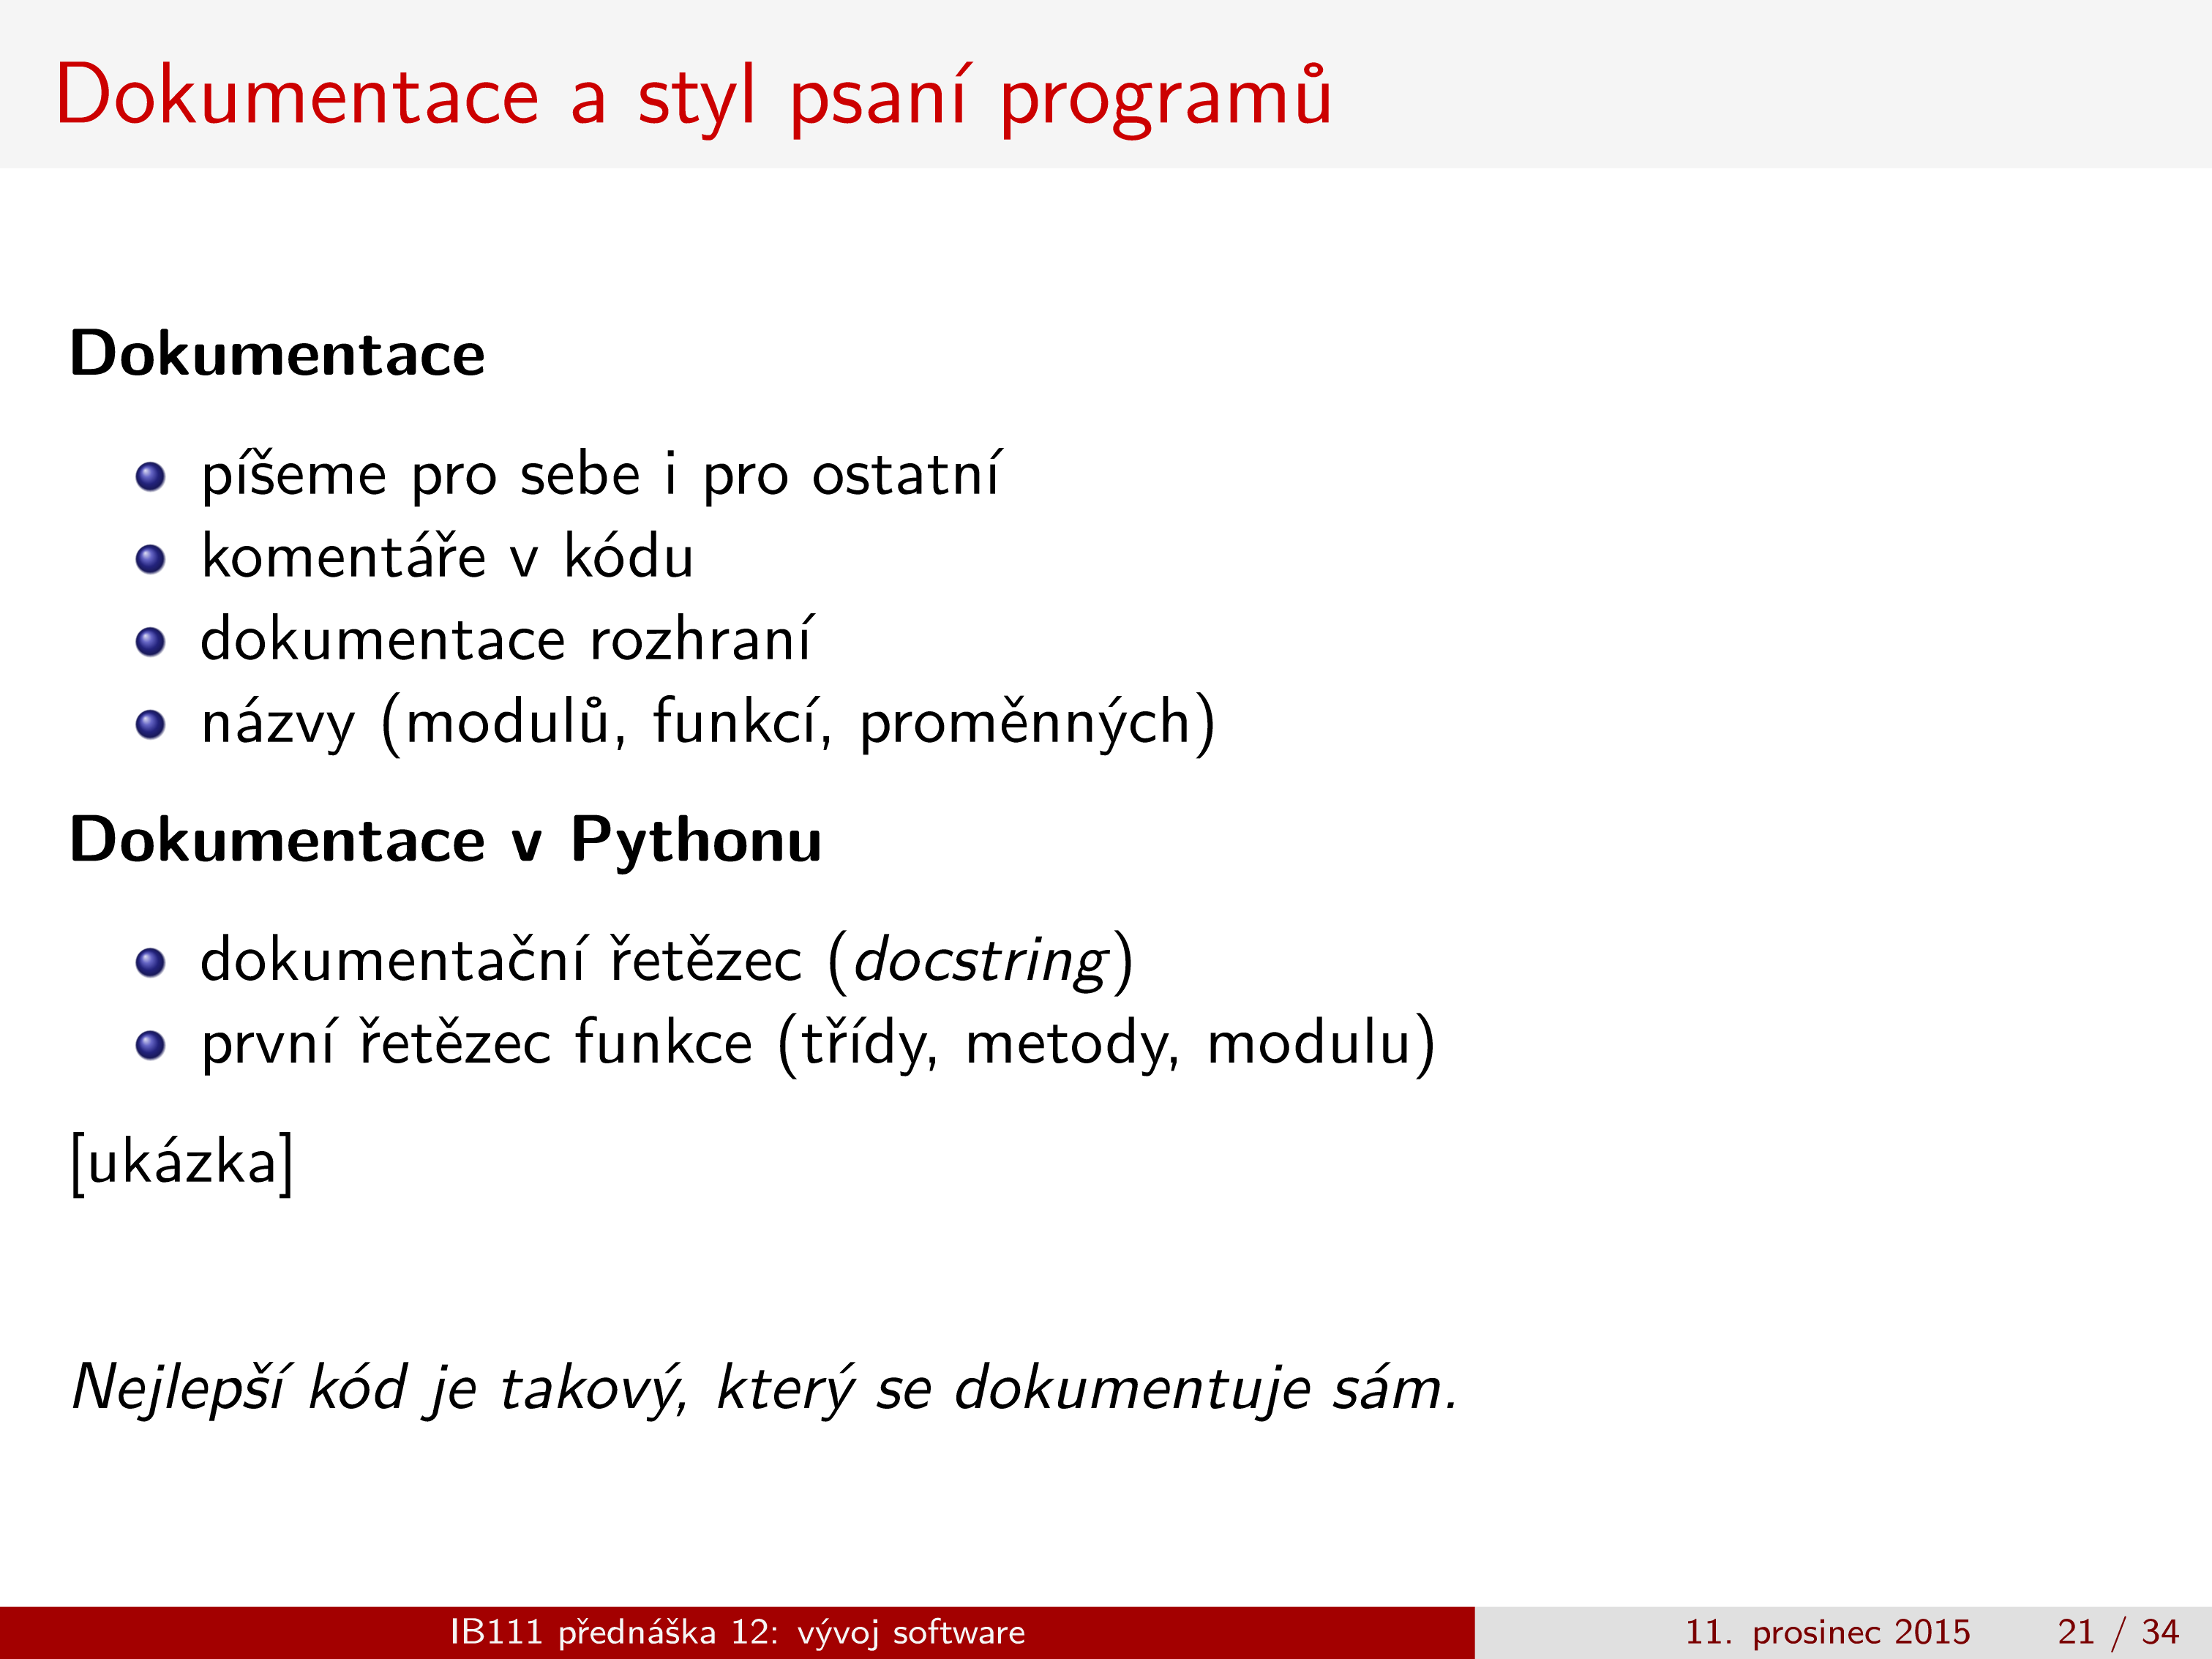 Dokumentace a styl psaní programů
Dokumentace
píšeme pro sebe i pro ostatní
komentáře v kódu
dokumentace rozhraní
názvy (modulů, funkcí, proměnných)
Dokumentace v Pythonu
dokumentační řetězec (docstring)
první řetězec funkce (třídy, metody, modulu)
[ukázka]
Nejlepší kód je takový, který se dokumentuje sám.
IB111 přednáška 12: vývoj software 11. prosinec 2015 21 / 34